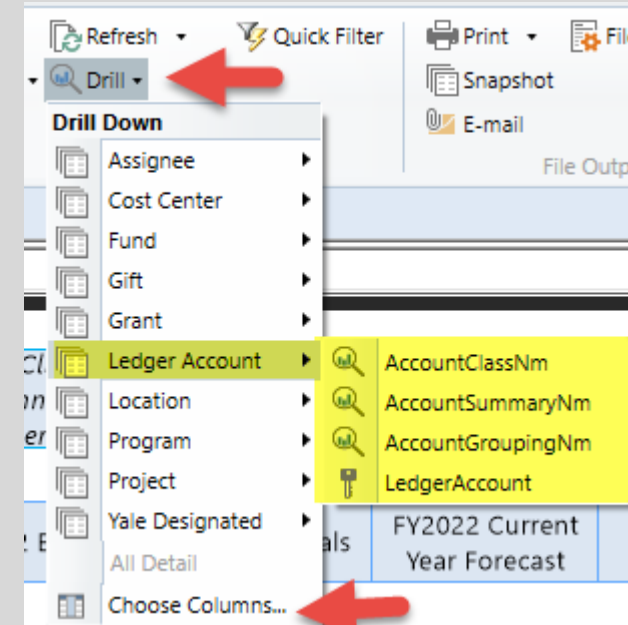 Refresh
Quick Filter
Print
Drill
Snapshot
E-mail
Drill Down
Assignee
Cost Center
Fund
Gift
Grant
Ledger Account
AccountClassNm
Location
AccountSummaryNm
Program
AccountGroupingNm
Project
LedgerAccount
Yale Designated
FY2022 Current
Year Forecast
All Detail
Choose Columns...